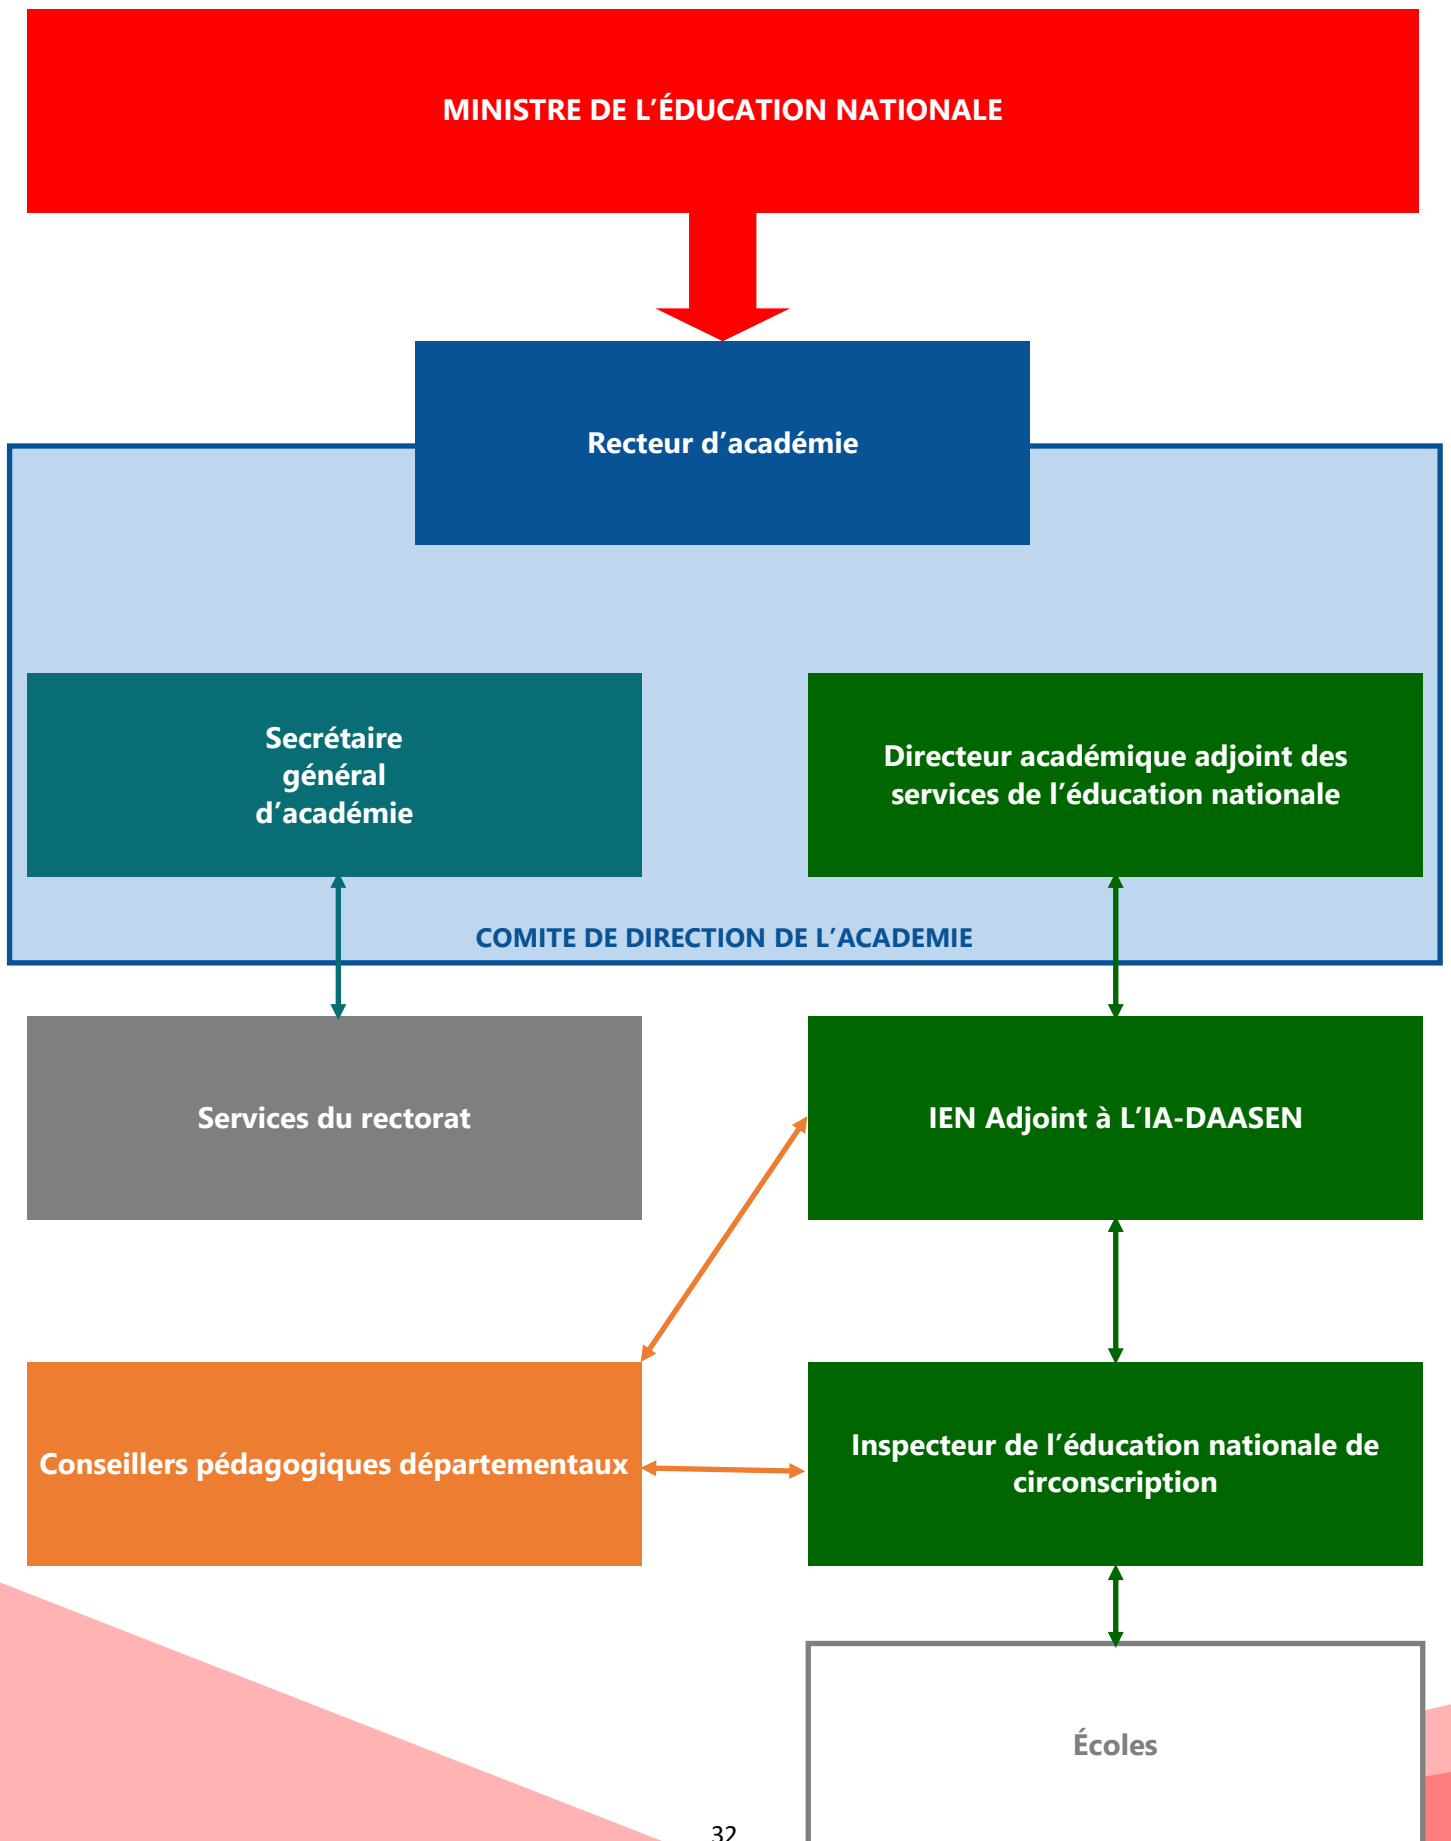 MINISTRE DE L’ÉDUCATION NATIONALE
Recteur d’académie
Secrétaire
général
d’académie
Directeur académique adjoint des
services de l’éducation nationale
COMITE DE DIRECTION DE L’ACADEMIE
Services du rectorat
IEN Adjoint à L’IA-DAASEN
Conseillers pédagogiques départementaux
Inspecteur de l’éducation nationale de
circonscription
Écoles
32